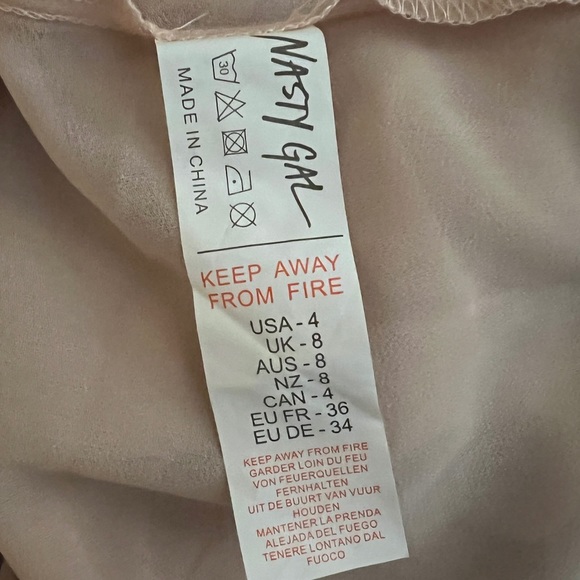 NASTY GAL
30
MADE IN CHINA
KEEP AWAY
FROM FIRE
USA - 4
UK - 8
AUS - 8
NZ - 8
CAN - 4
EU FR - 36
EU DE - 34
KEEP AWAY FROM FIRE
GARDER LOIN DU FEU
VON FEUERQUELLEN
FERNHALTEN
UIT DE BUURT VAN VUUR
HOUDEN
MANTENER LA PRENDA
ALEJADA DEL FUEGO
TENERE LONTANO DAL
FUOCO